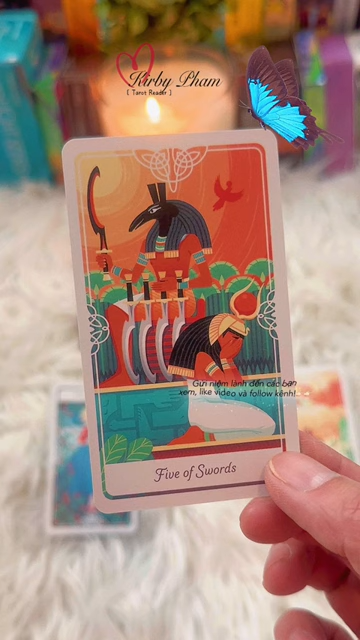 Kirby Pham
[ Tarot Reader ]
Gửi niệm lành đến các bạn
xem, like video và follow kênh!
Five of Swords